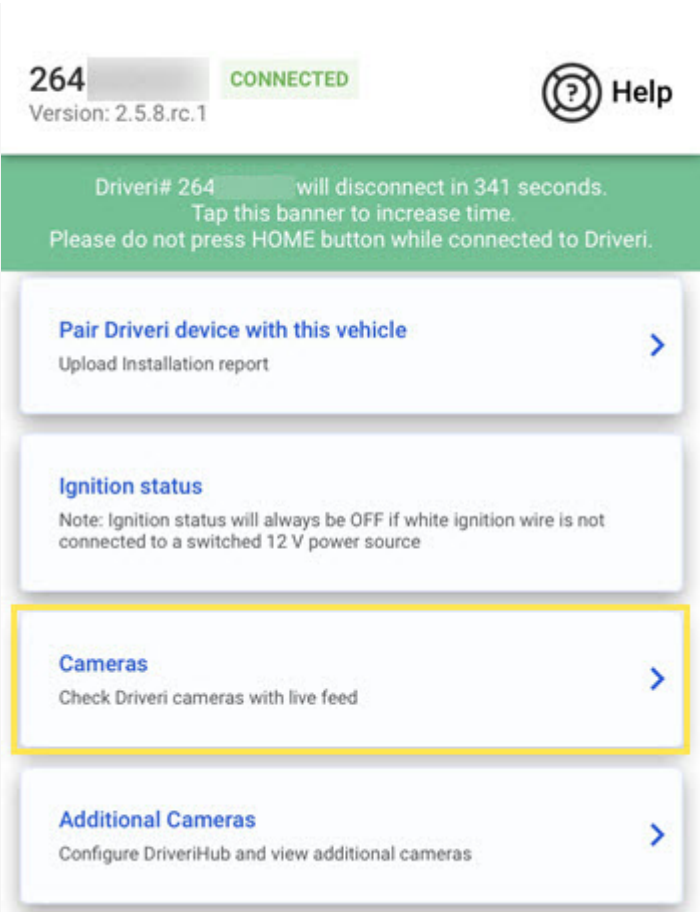 264
CONNECTED
Version: 2.5.8.rc.1
Help
Driveri# 264 will disconnect in 341 seconds.
Tap this banner to increase time.
Please do not press HOME button while connected to Driveri.
Pair Driveri device with this vehicle
Upload Installation report
Ignition status
Note: Ignition status will always be OFF if white ignition wire is not
connected to a switched 12 V power source
Cameras
Check Driveri cameras with live feed
Additional Cameras
Configure DriveriHub and view additional cameras